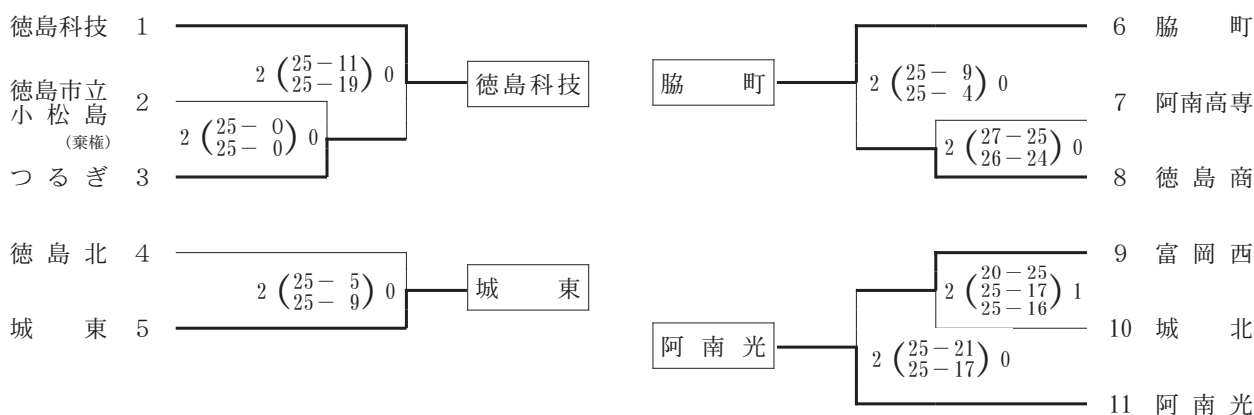 徳島科技 1
2 (25－11 25－19) 0
徳島科技
徳島市立
小松島 2
(棄権)
2 (25－ 0 25－ 0) 0
つるぎ 3
徳島北 4
2 (25－ 5 25－ 9) 0
城東
城東 5
6 脇町
脇町
2 (25－ 9 25－ 4) 0
7 阿南高専
2 (27－25 26－24) 0
8 徳島商
9 富岡西
2 (20－25 25－17 25－16) 1
10 城北
阿南光
2 (25－21 25－17) 0
11 阿南光